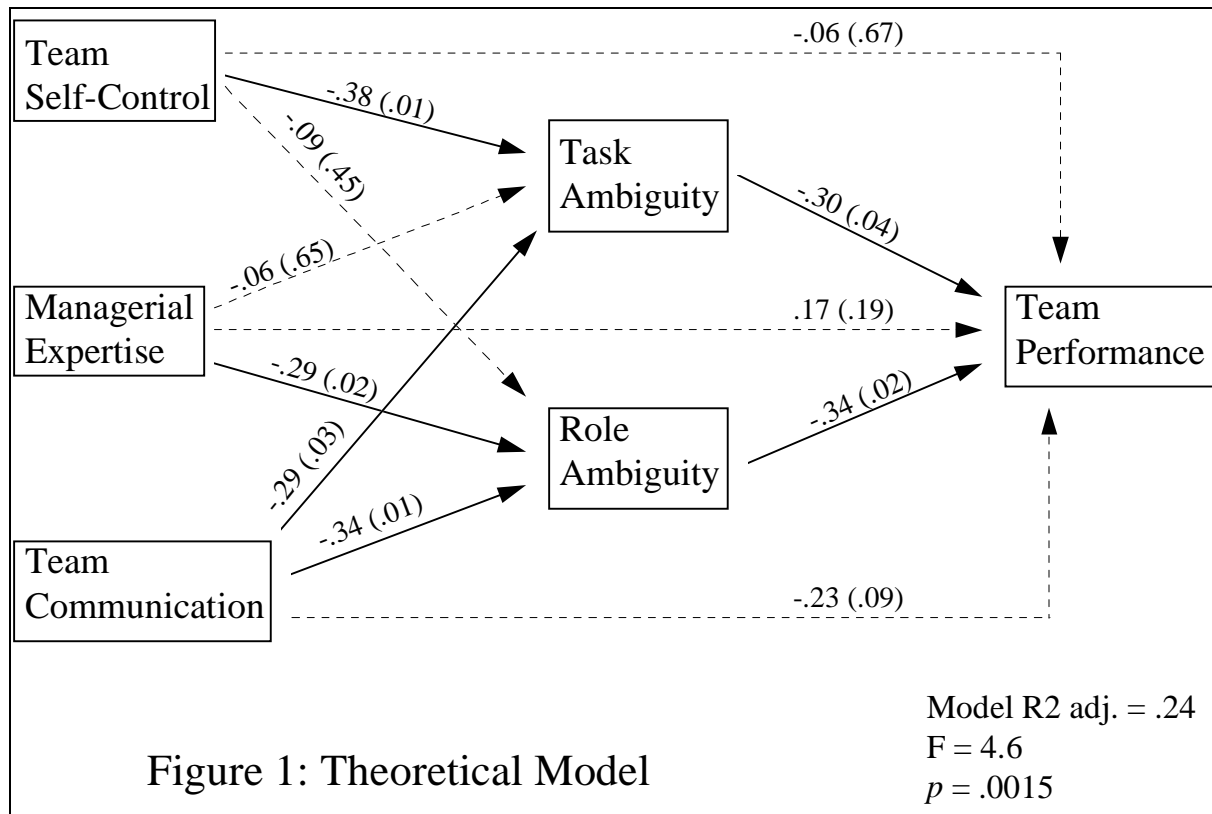 Team
Self-Control
-.06 (.67)
-.38 (.01)
-.09 (.45)
Task
Ambiguity
-.30 (.04)
-.06 (.65)
Managerial
Expertise
.17 (.19)
Team
Performance
-.29 (.02)
-.34 (.02)
Role
Ambiguity
-.29 (.03)
-.34 (.01)
Team
Communication
-.23 (.09)
Model R2 adj. = .24
F = 4.6
p = .0015
Figure 1: Theoretical Model